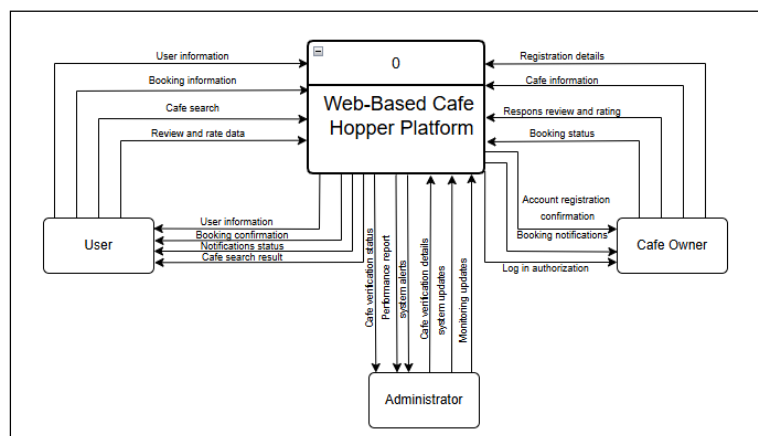 User information
Booking information
Cafe search
Review and rate data
0
Web-Based Cafe
Hopper Platform
Registration details
Cafe information
Respons review and rating
Booking status
User
User information
Booking confirmation
Notifications status
Cafe search result
Cafe verification status
Performance report
system alerts
Cafe verification details
system updates
Monitoring updates
Account registration
confirmation
Booking notifications
Log in authorization
Cafe Owner
Administrator